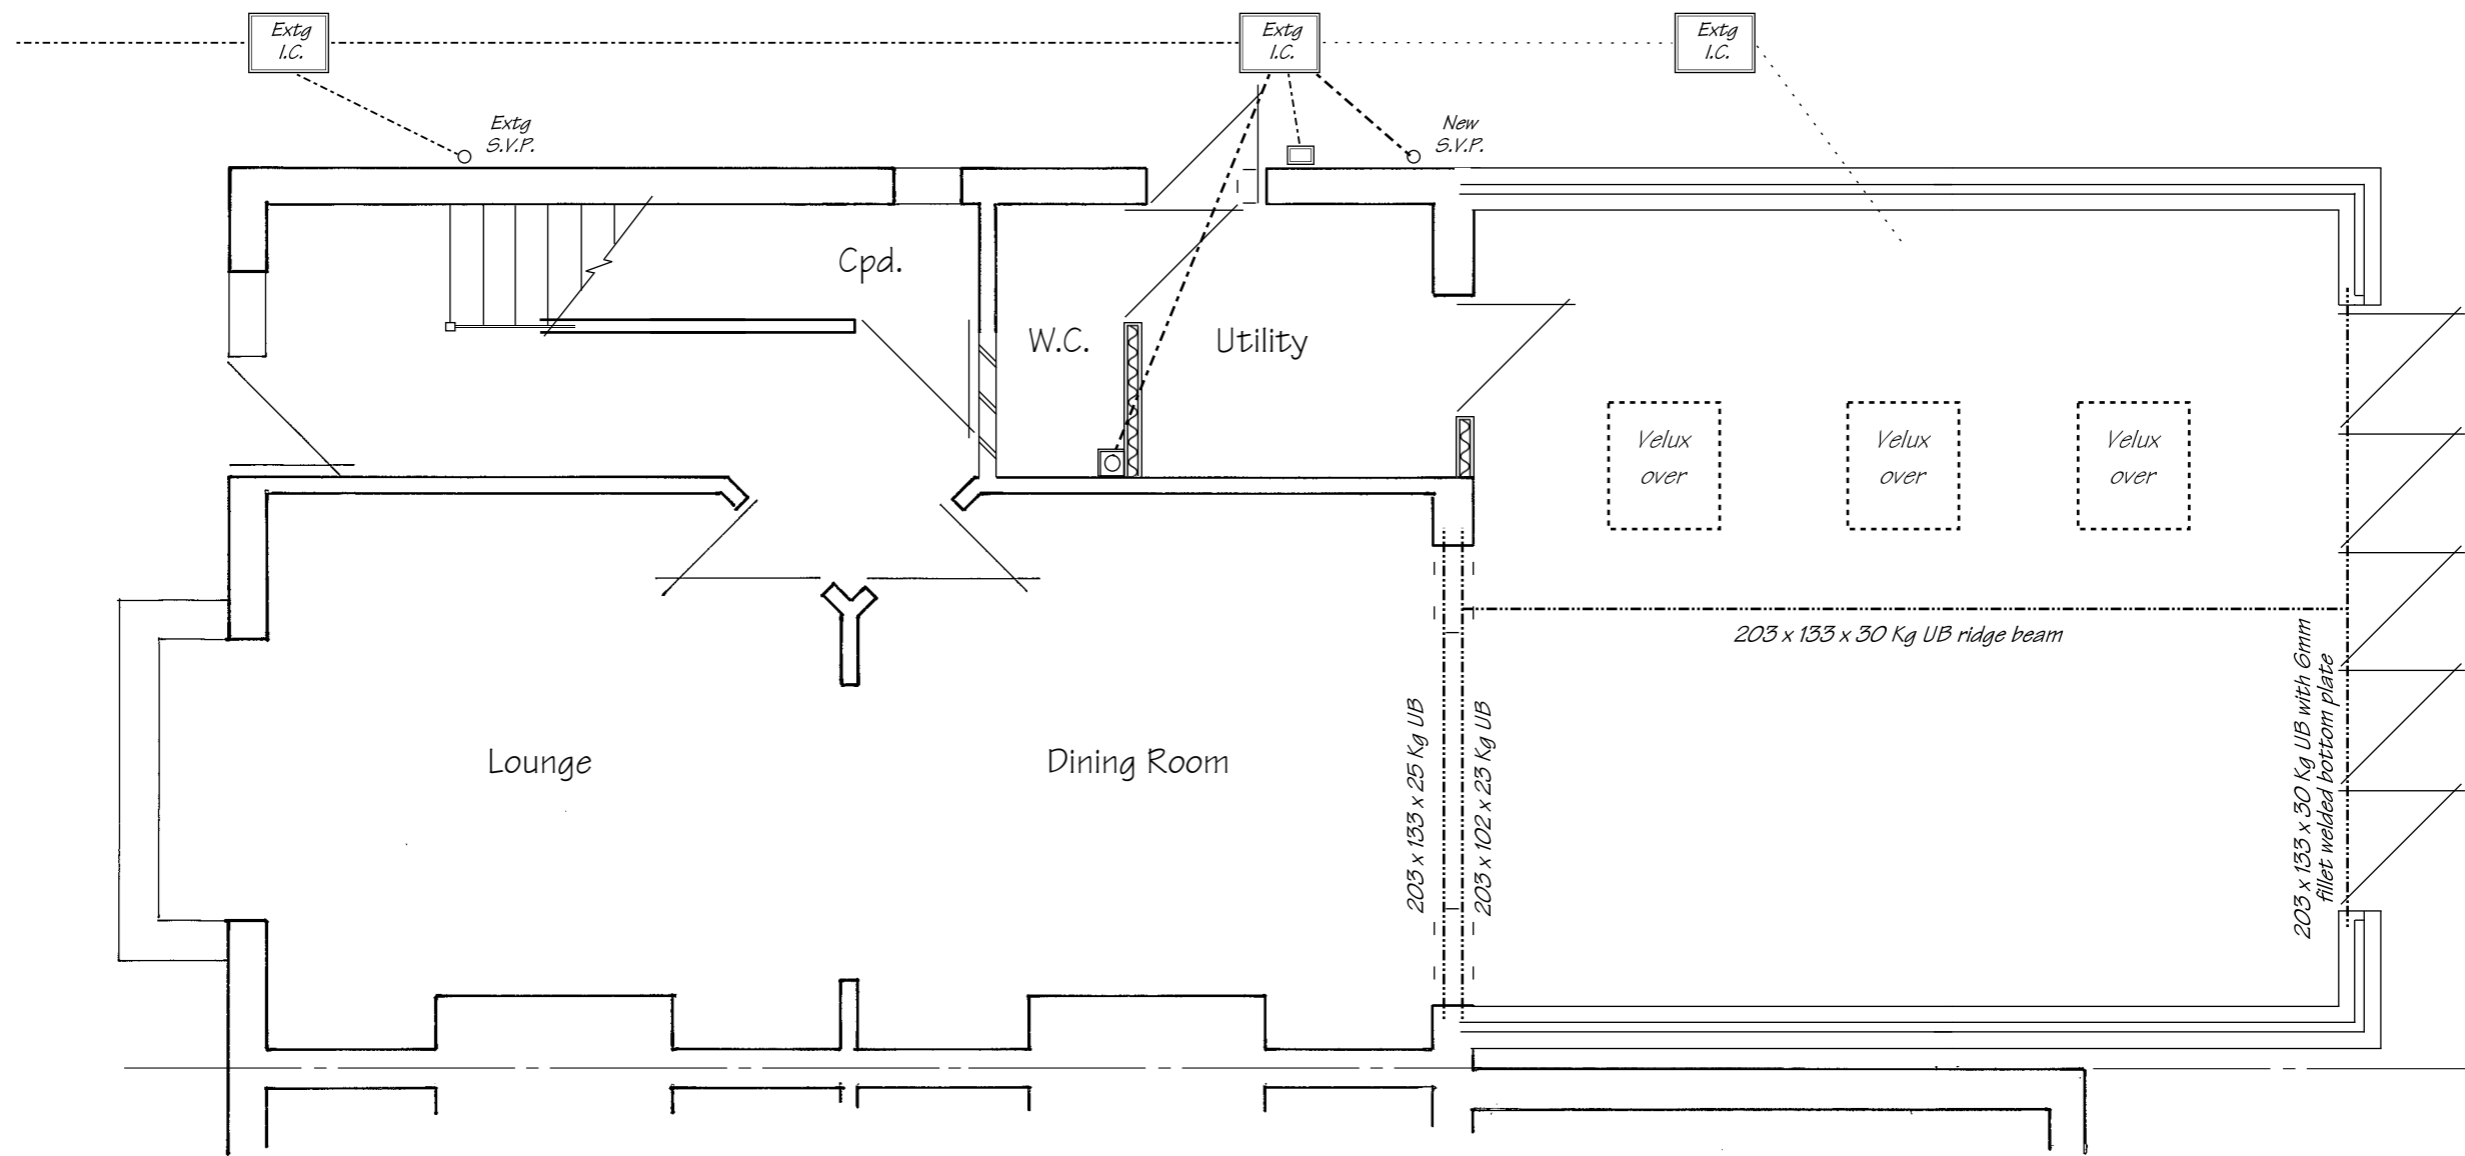 Extg
I.C.
Extg
I.C.
Extg
I.C.
Extg
S.V.P.
New
S.V.P.
Cpd.
W.C.
Utility
Velux
over
Velux
over
Velux
over
203 x 133 x 30 Kg UB ridge beam
Lounge
Dining Room
203 x 133 x 25 Kg UB
203 x 102 x 23 Kg UB
203 x 133 x 30 Kg UB with 6mm
fillet welded bottom plate